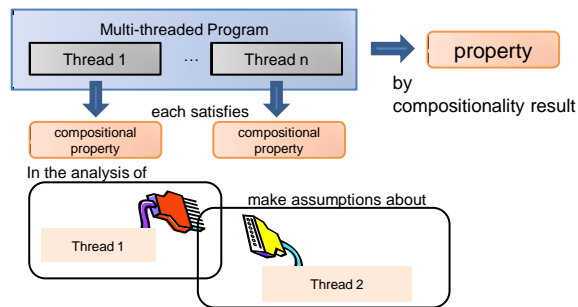 Multi-threaded Program
Thread 1 ... Thread n
property
by
compositionality result
each satisfies
compositional
property
compositional
property
In the analysis of
make assumptions about
Thread 1
Thread 2